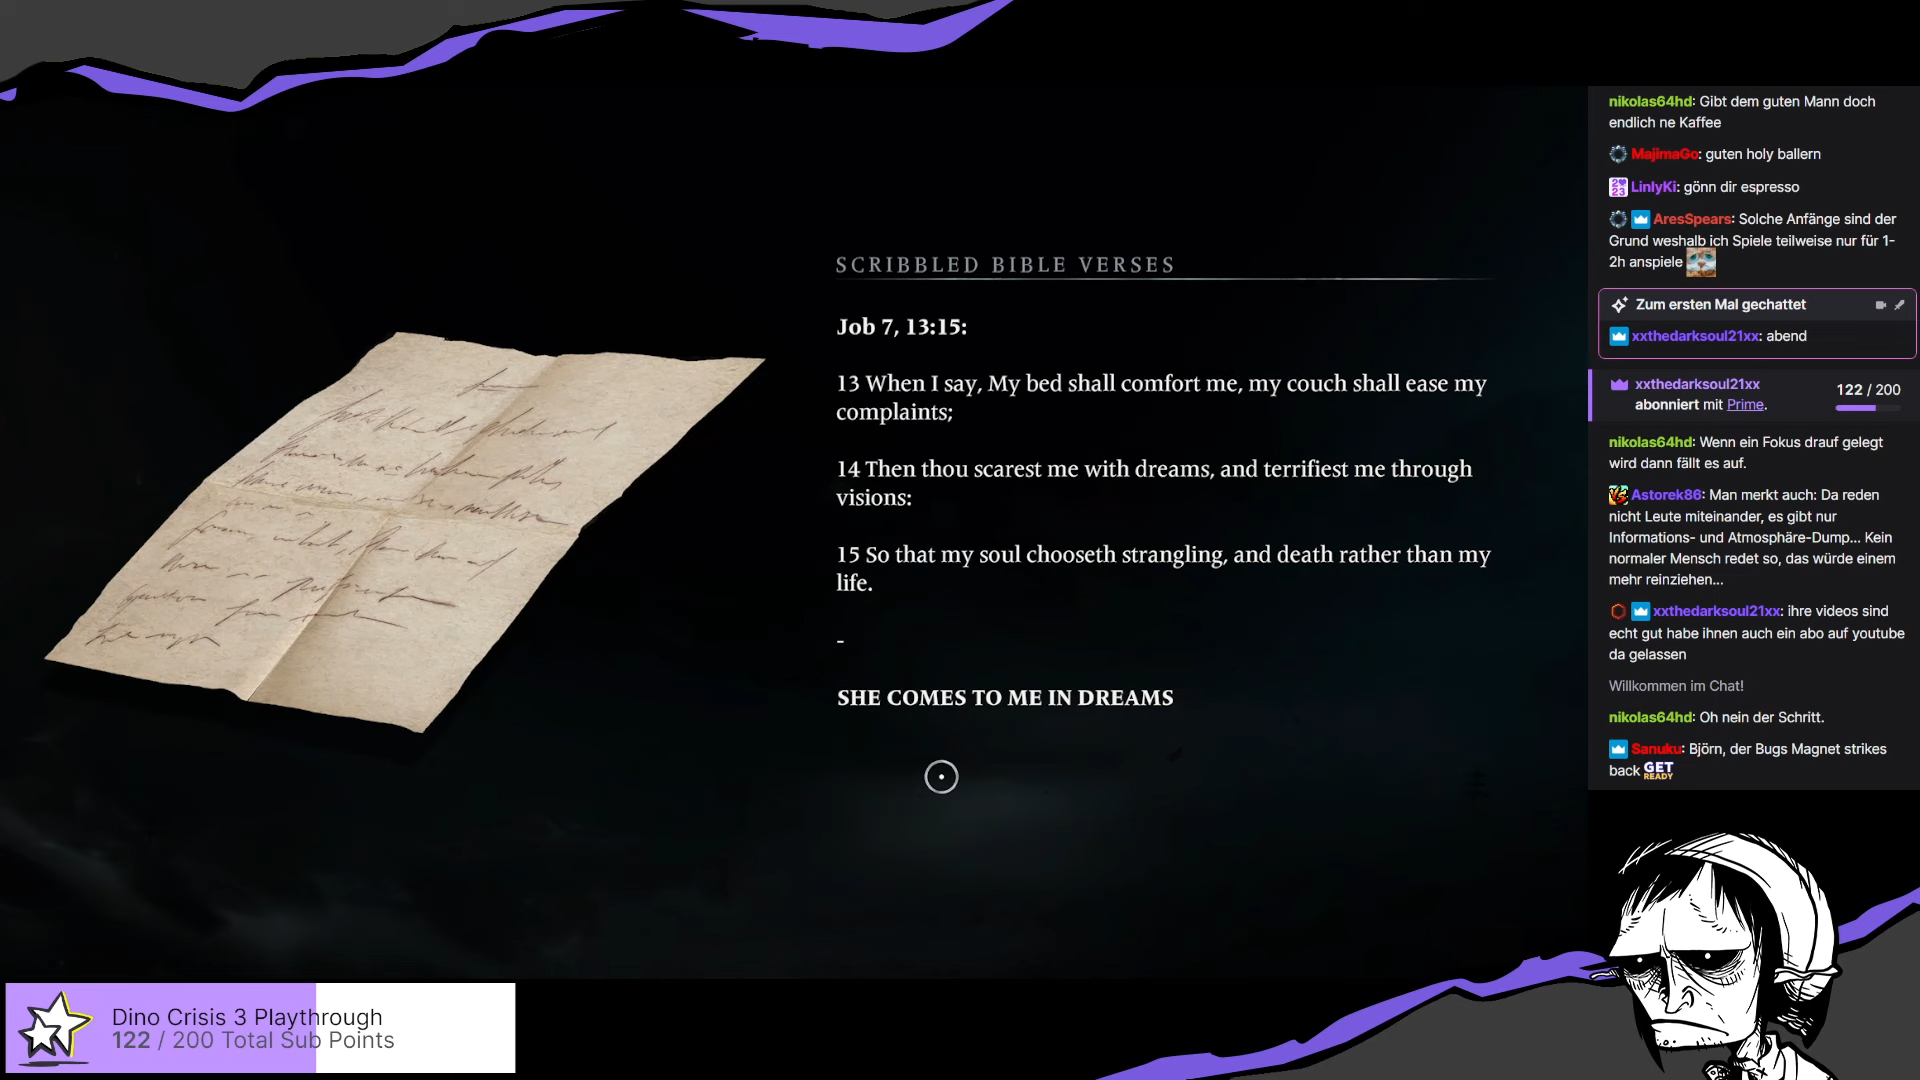 SCRIBBLED BIBLE VERSES
Job 7, 13:15:
13 When I say, My bed shall comfort me, my couch shall ease my
complaints;
14 Then thou scarest me with dreams, and terrifiest me through
visions:
15 So that my soul chooseth strangling, and death rather than my
life.
-
SHE COMES TO ME IN DREAMS
nikolas64hd: Gibt dem guten Mann doch
endlich ne Kaffee
MajimaGo: guten holy ballern
LinlyKi: gönn dir espresso
AresSpears: Solche Anfänge sind der
Grund weshalb ich Spiele teilweise nur für 1-
2h anspiele
Zum ersten Mal gechattet
xxthedarksoul21xx: abend
xxthedarksoul21xx
abonniert mit Prime.
122 / 200
nikolas64hd: Wenn ein Fokus drauf gelegt
wird dann fällt es auf.
Astorek86: Man merkt auch: Da reden
nicht Leute miteinander, es gibt nur
Informations- und Atmosphäre-Dump... Kein
normaler Mensch redet so, das würde einem
mehr reinziehen...
xxthedarksoul21xx: ihre videos sind
echt gut habe ihnen auch ein abo auf youtube
da gelassen
Willkommen im Chat!
nikolas64hd: Oh nein der Schritt.
Sanuku: Björn, der Bugs Magnet strikes
back GET READY
Dino Crisis 3 Playthrough
122 / 200 Total Sub Points